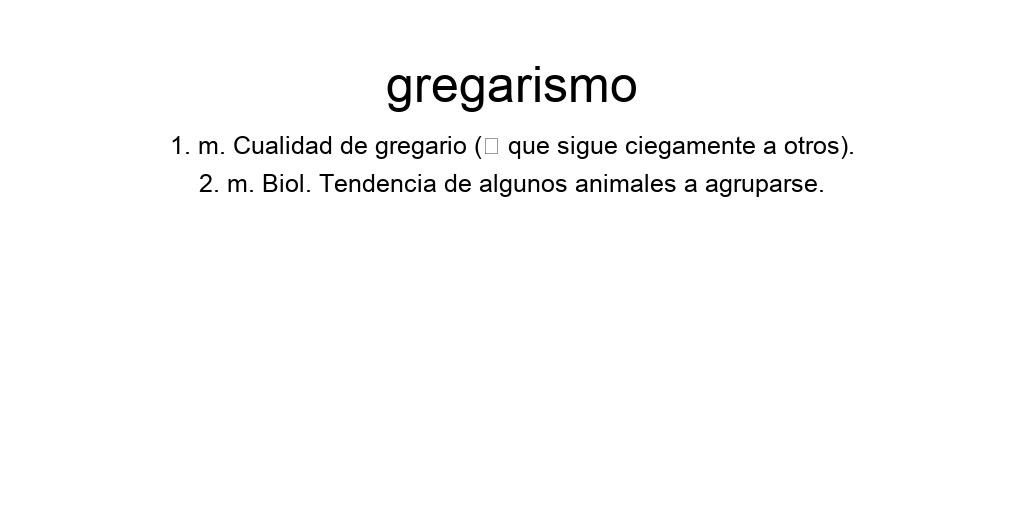 gregarismo
1. m. Cualidad de gregario (□ que sigue ciegamente a otros).
2. m. Biol. Tendencia de algunos animales a agruparse.